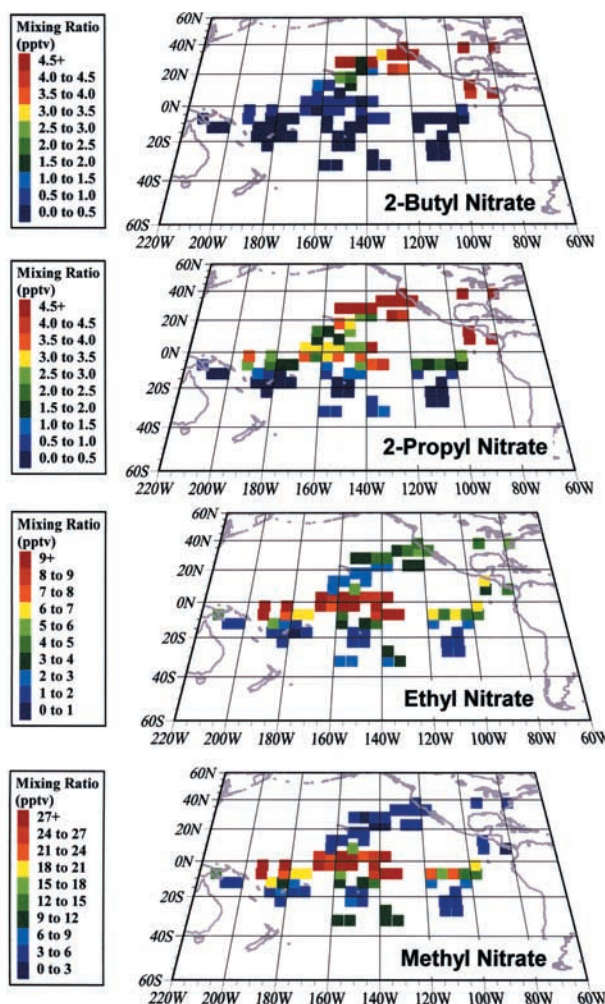 Mixing Ratio
(pptv)
4.5+
4.0 to 4.5
3.5 to 4.0
3.0 to 3.5
2.5 to 3.0
2.0 to 2.5
1.5 to 2.0
1.0 to 1.5
0.5 to 1.0
0.0 to 0.5
60N
40N
20N
0N
20S
40S
60S
2-Butyl Nitrate
220W 200W 180W 160W 140W 120W 100W 80W 60W
Mixing Ratio
(pptv)
4.5+
4.0 to 4.5
3.5 to 4.0
3.0 to 3.5
2.5 to 3.0
2.0 to 2.5
1.5 to 2.0
1.0 to 1.5
0.5 to 1.0
0.0 to 0.5
60N
40N
20N
0N
20S
40S
60S
2-Propyl Nitrate
220W 200W 180W 160W 140W 120W 100W 80W 60W
Mixing Ratio
(pptv)
9+
8 to 9
7 to 8
6 to 7
5 to 6
4 to 5
3 to 4
2 to 3
1 to 2
0 to 1
60N
40N
20N
0N
20S
40S
60S
Ethyl Nitrate
220W 200W 180W 160W 140W 120W 100W 80W 60W
Mixing Ratio
(pptv)
27+
24 to 27
21 to 24
18 to 21
15 to 18
12 to 15
9 to 12
6 to 9
3 to 6
0 to 3
60N
40N
20N
0N
20S
40S
60S
Methyl Nitrate
220W 200W 180W 160W 140W 120W 100W 80W 60W